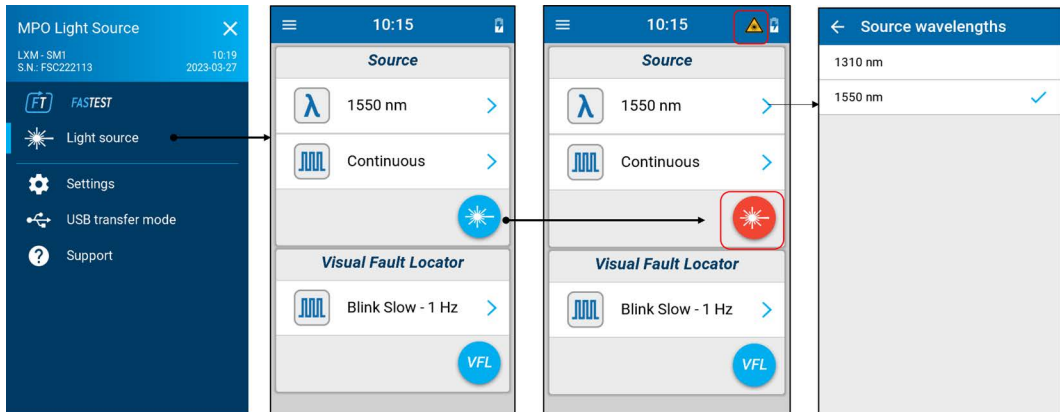 MPO Light Source
LXM - SM1 10:19
S.N.: FSC222113 2023-03-27
FT FASTEST
Light source
Settings
USB transfer mode
? Support
10:15
Source
λ 1550 nm
Continuous
Visual Fault Locator
Blink Slow - 1 Hz
VFL
10:15
Source
λ 1550 nm
Continuous
Visual Fault Locator
Blink Slow - 1 Hz
VFL
Source wavelengths
1310 nm
1550 nm